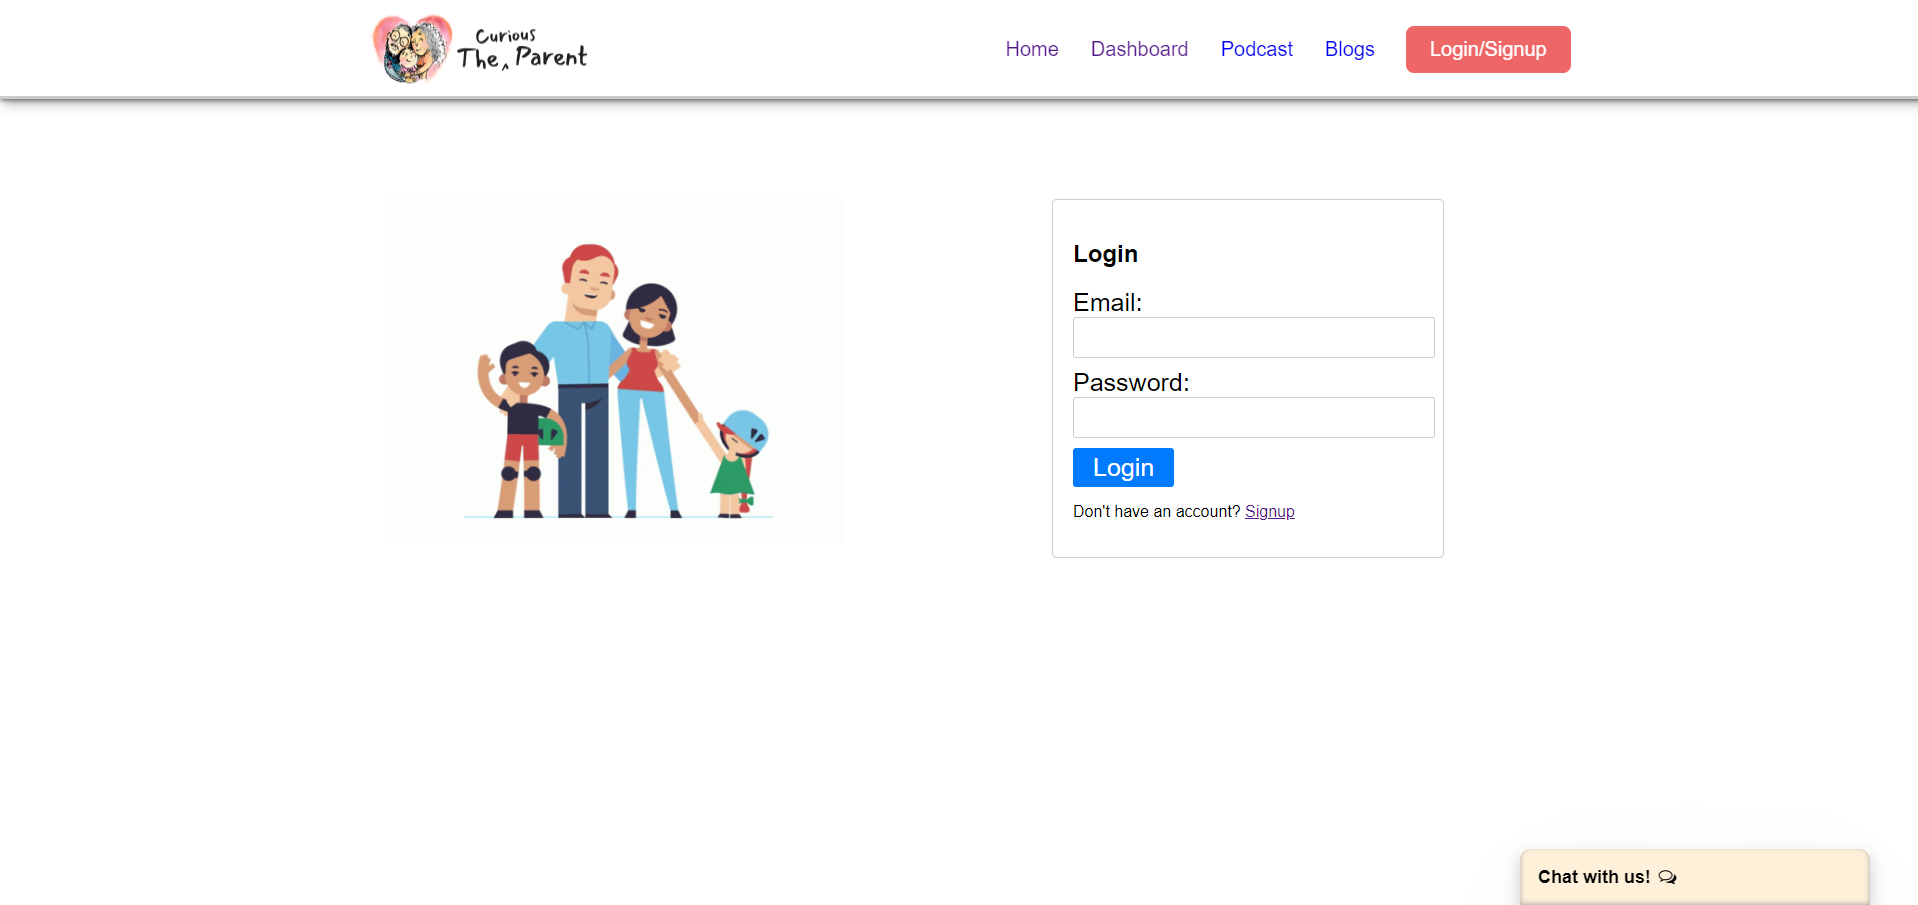 Curious
The ^ Parent
Home Dashboard Podcast Blogs Login/Signup
Login
Email:
Password:
Login
Don't have an account? Signup
Chat with us!